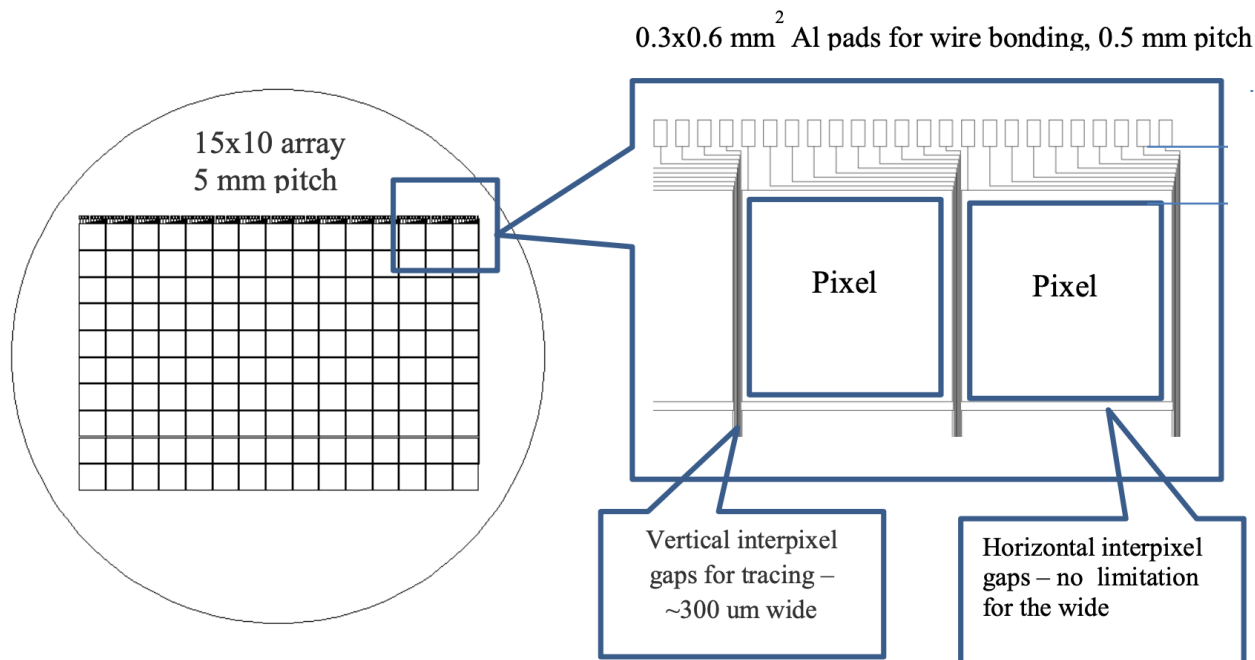 0.3x0.6 mm² Al pads for wire bonding, 0.5 mm pitch
15x10 array
5 mm pitch
Pixel
Pixel
Vertical interpixel
gaps for tracing –
~300 um wide
Horizontal interpixel
gaps – no limitation
for the wide